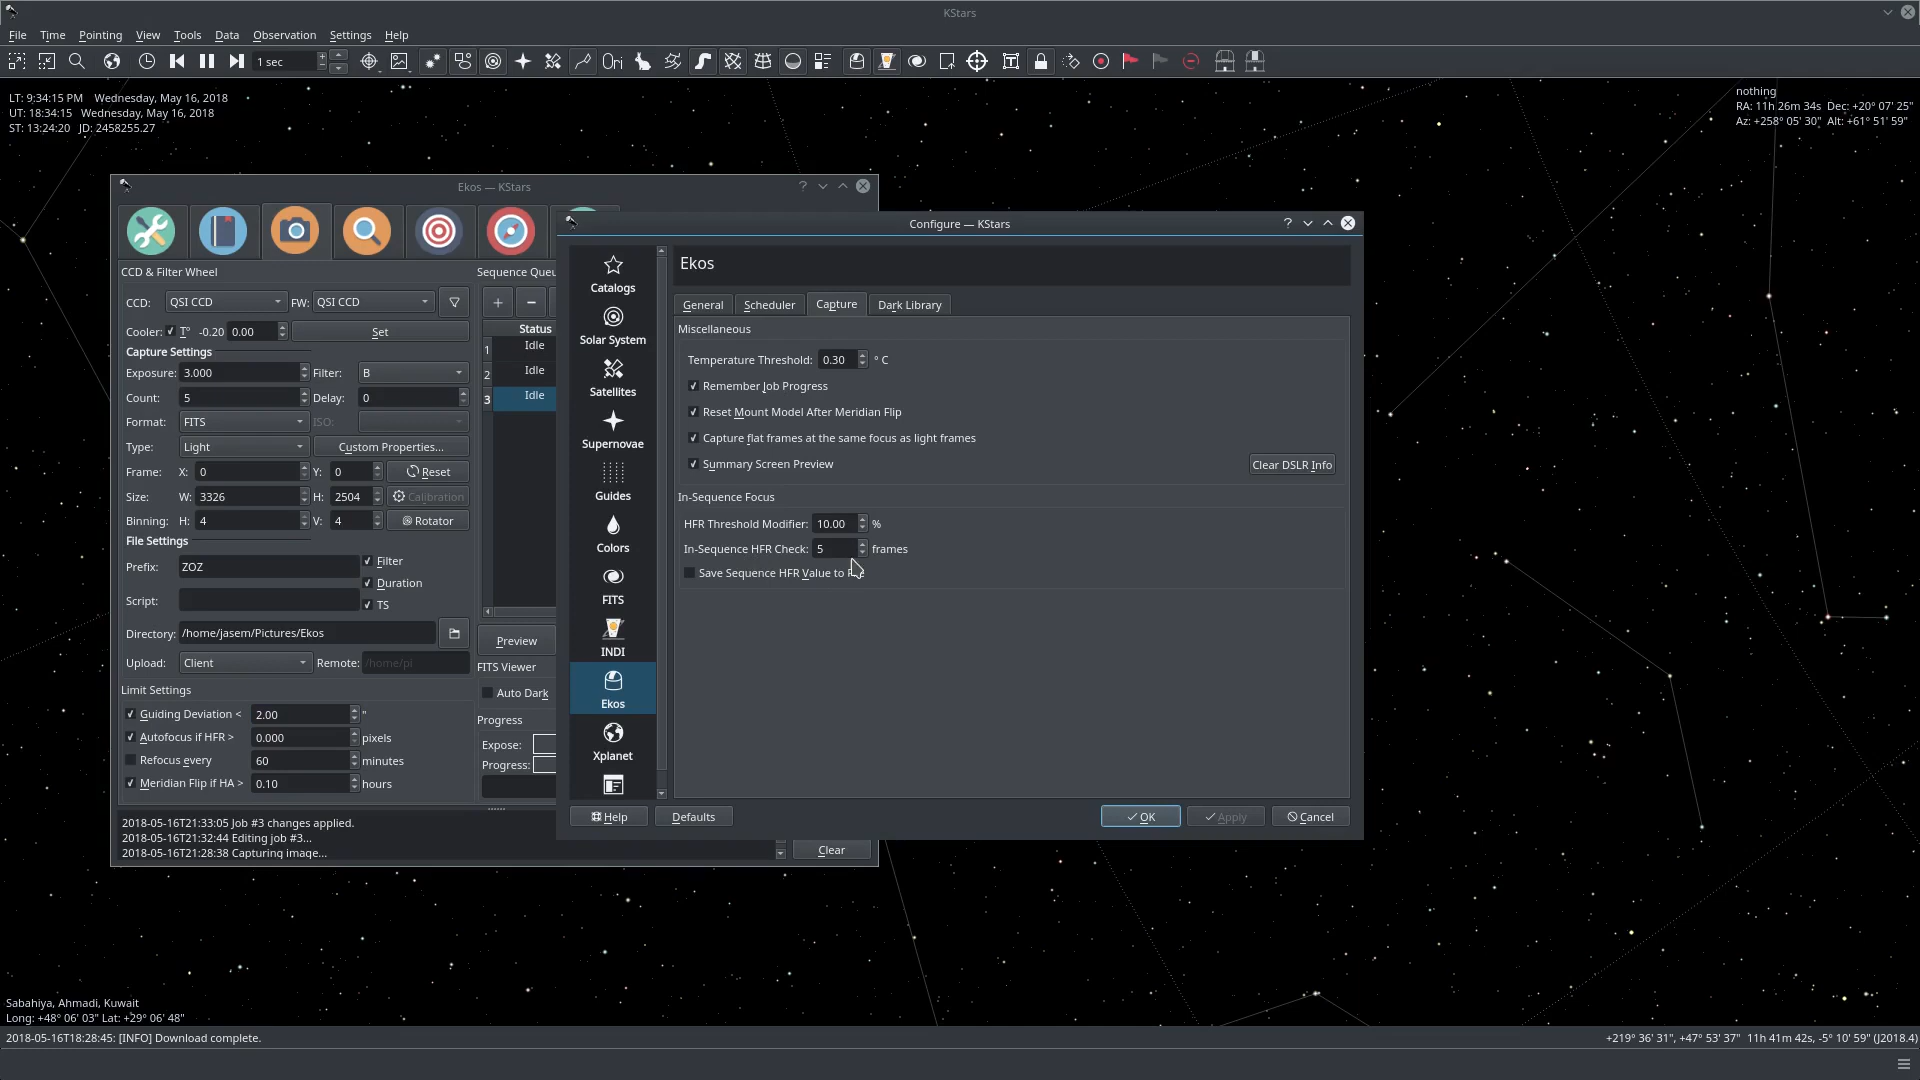 KStars
File Time Pointing View Tools Data Observation Settings Help
1 sec
Ori
LT: 9:34:15 PM Wednesday, May 16, 2018
UT: 18:34:15 Wednesday, May 16, 2018
ST: 13:24:20 JD: 2458255.27
nothing
RA: 11h 26m 34s Dec: +20° 07' 25"
Az: +258° 05' 30" Alt: +61° 51' 59"
Ekos — KStars
CCD & Filter Wheel
CCD: QSI CCD FW: QSI CCD
Cooler: T° -0.20 0.00 Set
Capture Settings
Exposure: 3.000 Filter: B
Count: 5 Delay: 0
Format: FITS ISO:
Type: Light Custom Properties...
Frame: X: 0 Y: 0 Reset
Size: W: 3326 H: 2504 Calibration
Binning: H: 4 V: 4 Rotator
File Settings
Prefix: ZOZ Filter
Duration
Script: TS
Directory: /home/jasem/Pictures/Ekos
Upload: Client Remote: /home/pi
Limit Settings
Guiding Deviation < 2.00 "
Autofocus if HFR > 0.000 pixels
Refocus every 60 minutes
Meridian Flip if HA > 0.10 hours
Sequence Queu
+ −
Status
1 Idle
2 Idle
3 Idle
Preview
FITS Viewer
Auto Dark
Progress
Expose:
Progress:
2018-05-16T21:33:05 Job #3 changes applied.
2018-05-16T21:32:44 Editing job #3...
2018-05-16T21:28:38 Capturing image...
Clear
Configure — KStars
Catalogs
Solar System
Satellites
Supernovae
Guides
Colors
FITS
INDI
Ekos
Xplanet
Ekos
General Scheduler Capture Dark Library
Miscellaneous
Temperature Threshold: 0.30 ° C
Remember Job Progress
Reset Mount Model After Meridian Flip
Capture flat frames at the same focus as light frames
Summary Screen Preview Clear DSLR Info
In-Sequence Focus
HFR Threshold Modifier: 10.00 %
In-Sequence HFR Check: 5 frames
Save Sequence HFR Value to
Help Defaults OK Apply Cancel
Sabahiya, Ahmadi, Kuwait
Long: +48° 06' 03" Lat: +29° 06' 48"
2018-05-16T18:28:45: [INFO] Download complete.
+219° 36' 31", +47° 53' 37" 11h 41m 42s, -5° 10' 59" (J2018.4)